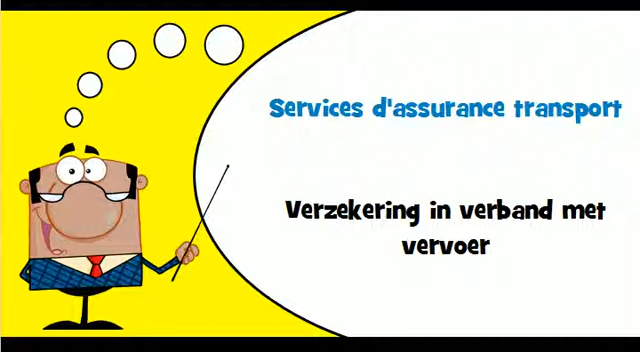 Services d'assurance transport
Verzekering in verband met
vervoer